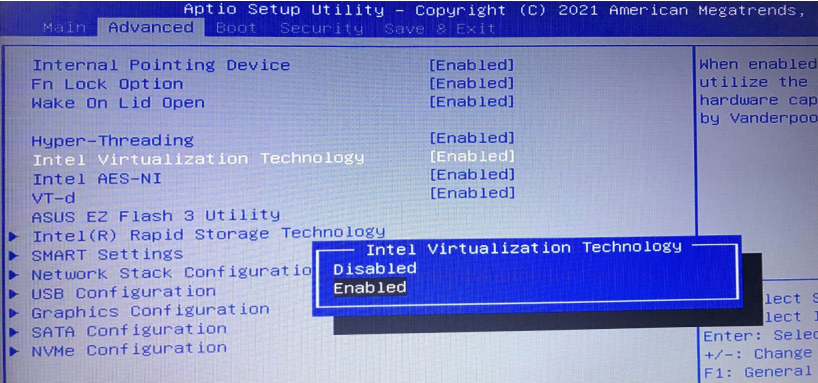 Aptio Setup Utility – Copyright (C) 2021 American Megatrends,
Main Advanced Boot Security Save & Exit
Internal Pointing Device [Enabled]
Fn Lock Option [Enabled]
Wake On Lid Open [Enabled]
Hyper-Threading [Enabled]
Intel Virtualization Technology [Enabled]
Intel AES-NI [Enabled]
VT-d [Enabled]
ASUS EZ Flash 3 Utility
Intel(R) Rapid Storage Technology
SMART Settings
Network Stack Configuratio
USB Configuration
Graphics Configuration
SATA Configuration
NVMe Configuration
Intel Virtualization Technology
Disabled
Enabled
When enabled
utilize the
hardware cap
by Vanderpoo
lect S
lect I
Enter: Selec
+/-: Change
F1: General